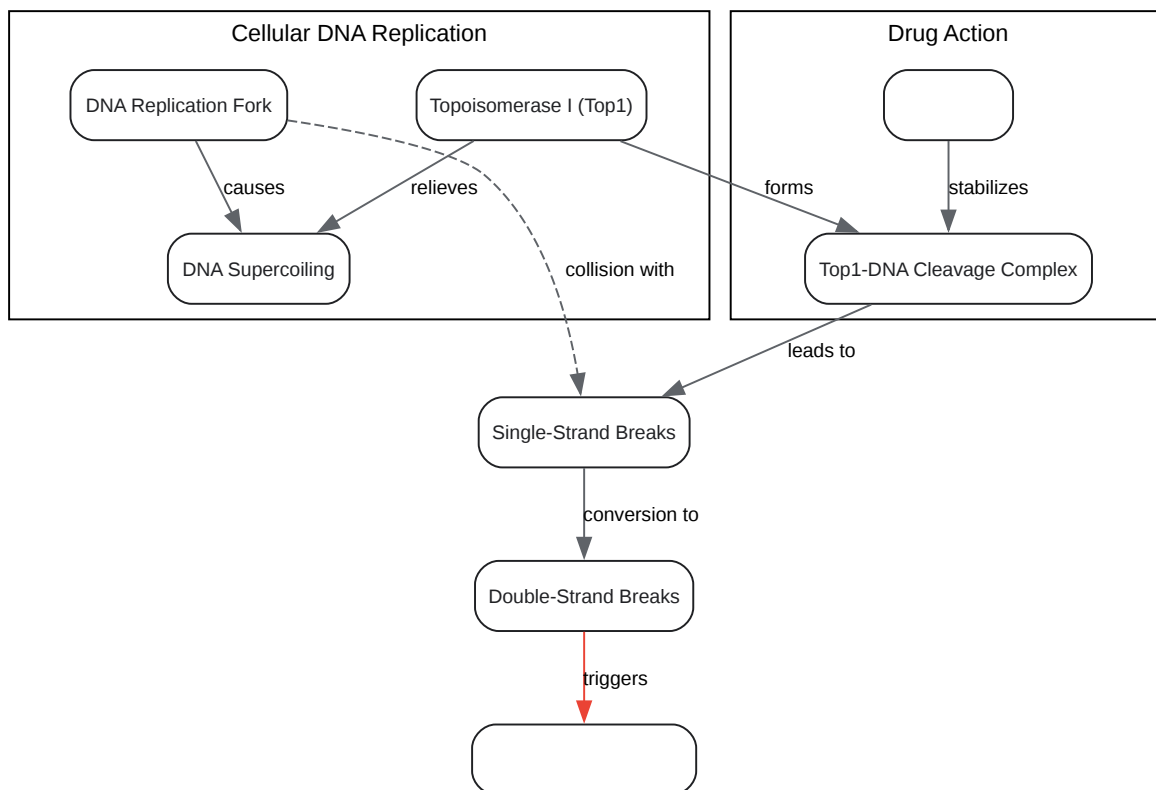 Cellular DNA Replication
Drug Action
DNA Replication Fork
Topoisomerase I (Top1)
causes
relieves
forms
stabilizes
DNA Supercoiling
collision with
Top1-DNA Cleavage Complex
leads to
Single-Strand Breaks
conversion to
Double-Strand Breaks
triggers